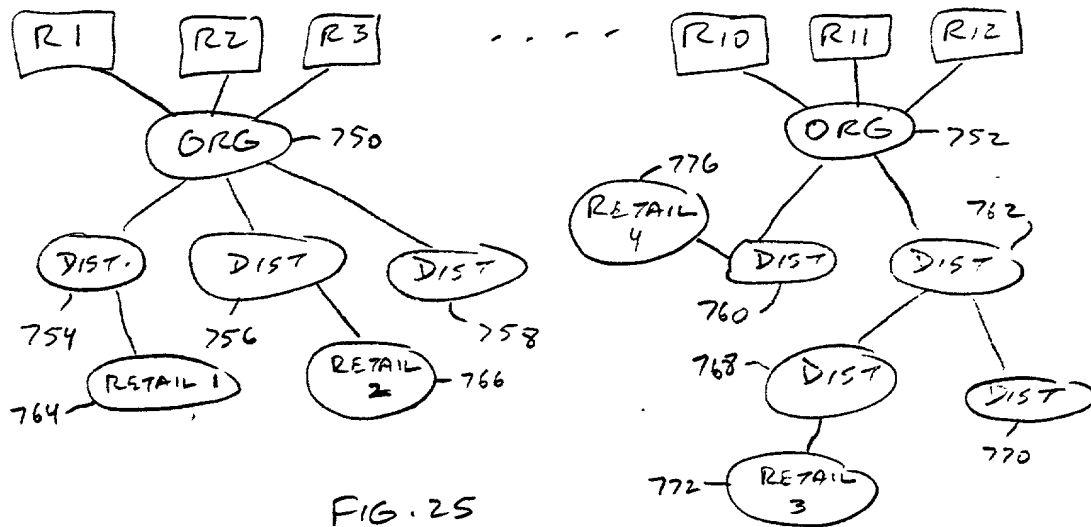 R1
R2
R3
. . . .
R10
R11
R12
ORG
750
ORG
752
776
RETAIL
4
762
DIST.
DIST
DIST
DIST
DIST
754
756
758
760
RETAIL 1
764
RETAIL
2
766
768
DIST
DIST
770
772
RETAIL
3
FIG. 25